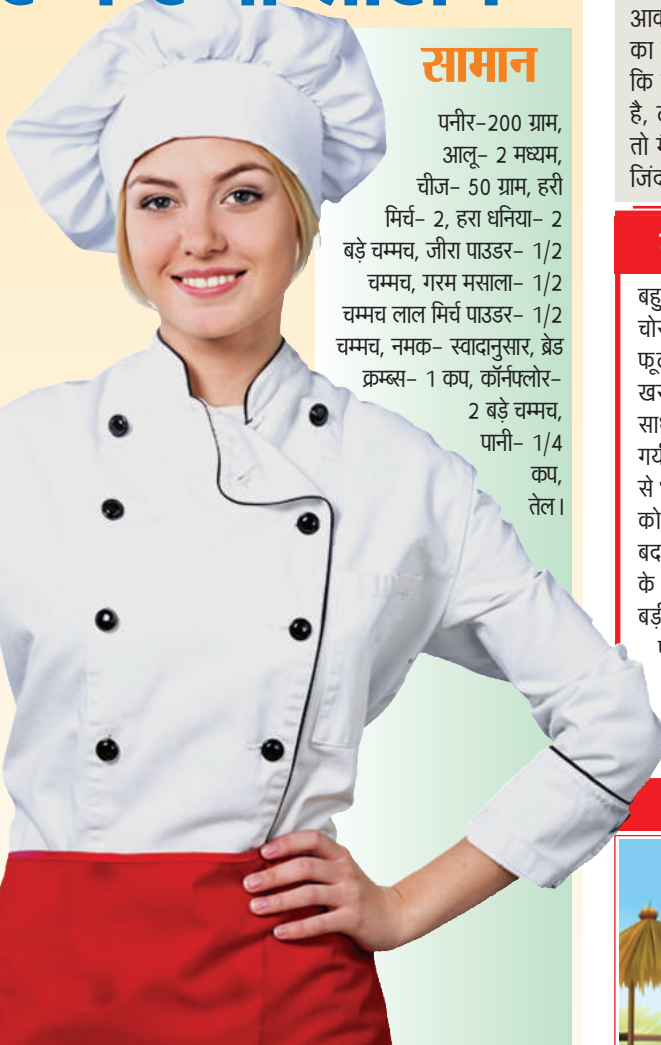 सामान
पनीर-200 ग्राम,
आलू- 2 मध्यम,
चीज- 50 ग्राम, हरी
मिर्च- 2, हरा धनिया- 2
बड़े चम्मच, जीरा पाउडर- 1/2
चम्मच, गरम मसाला- 1/2
चम्मच लाल मिर्च पाउडर- 1/2
चम्मच, नमक- स्वादानुसार, ब्रेड
क्रम्ब्स- 1 कप, कॉर्नफ्लोर-
2 बड़े चम्मच,
पानी- 1/4
कप,
तेल।
का
कि
है,
तो
बहु
से
को
बद
के